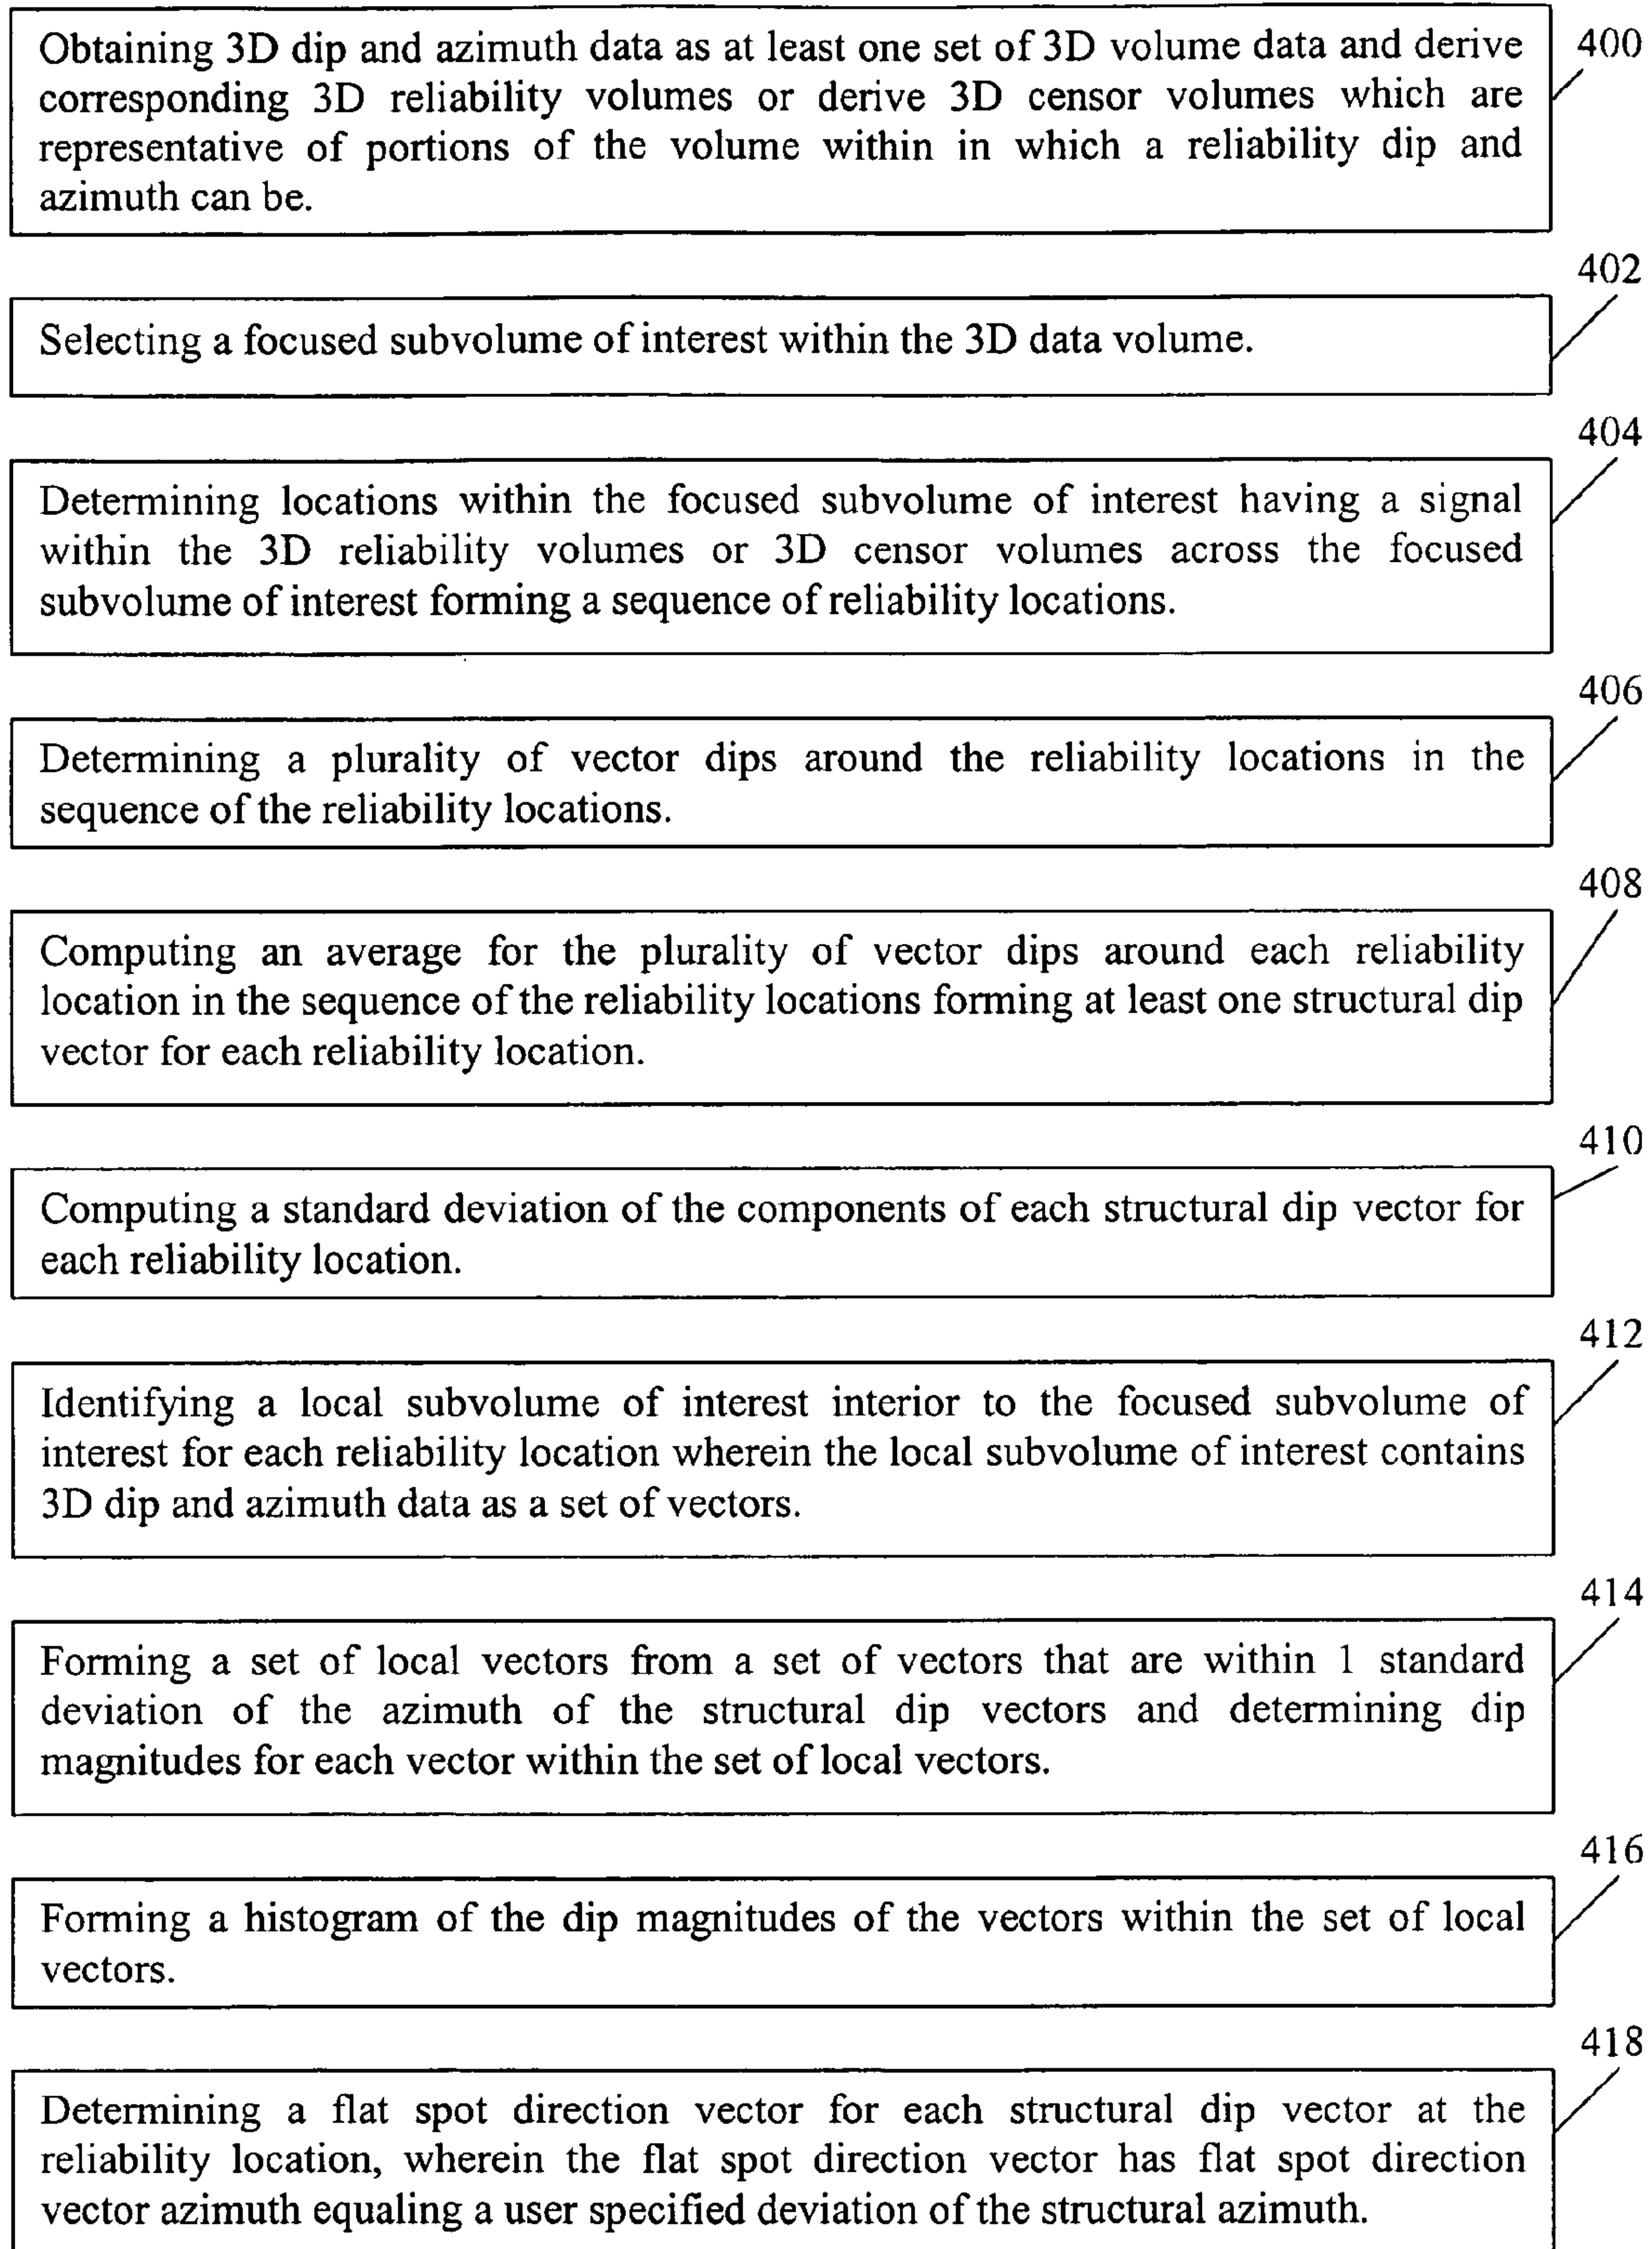 Obtaining 3D dip and azimuth data as at least one set of 3D volume data and derive
400
corresponding 3D reliability volumes or derive 3D censor volumes which are
representative of portions of the volume within in which a reliability dip and
azimuth can be.
402
Selecting a focused subvolume of interest within the 3D data volume.
404
Determining locations within the focused subvolume of interest having a signal
within the 3D reliability volumes or 3D censor volumes across the focused
subvolume of interest forming a sequence of reliability locations.
406
Determining a plurality of vector dips around the reliability locations in the
sequence of the reliability locations.
408
Computing an average for the plurality of vector dips around each reliability
location in the sequence of the reliability locations forming at least one structural dip
vector for each reliability location.
410
Computing a standard deviation of the components of each structural dip vector for
each reliability location.
412
Identifying a local subvolume of interest interior to the focused subvolume of
interest for each reliability location wherein the local subvolume of interest contains
3D dip and azimuth data as a set of vectors.
414
Forming a set of local vectors from a set of vectors that are within 1 standard
deviation of the azimuth of the structural dip vectors and determining dip
magnitudes for each vector within the set of local vectors.
416
Forming a histogram of the dip magnitudes of the vectors within the set of local
vectors.
418
Determining a flat spot direction vector for each structural dip vector at the
reliability location, wherein the flat spot direction vector has flat spot direction
vector azimuth equaling a user specified deviation of the structural azimuth.